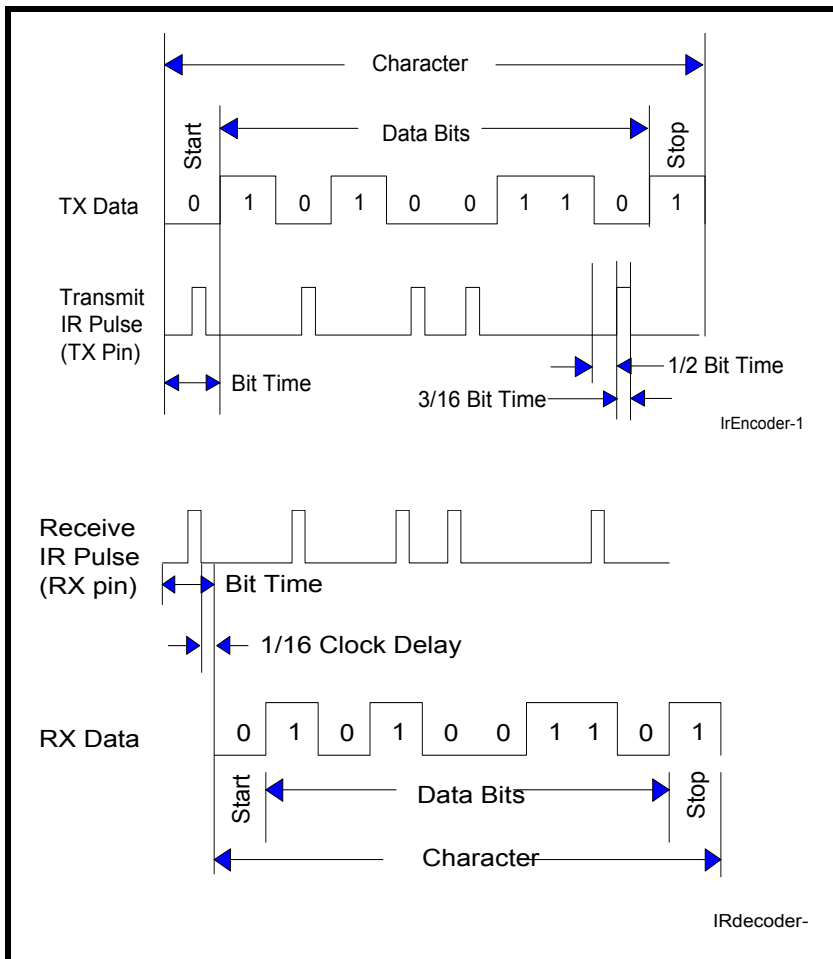 Character
Start
Data Bits
Stop
TX Data
0 1 0 1 0 0 1 1 0 1
Transmit
IR Pulse
(TX Pin)
Bit Time
1/2 Bit Time
3/16 Bit Time
IrEncoder-1
Receive
IR Pulse
(RX pin)
Bit Time
1/16 Clock Delay
RX Data
0 1 0 1 0 0 1 1 0 1
Start
Data Bits
Stop
Character
IRdecoder-